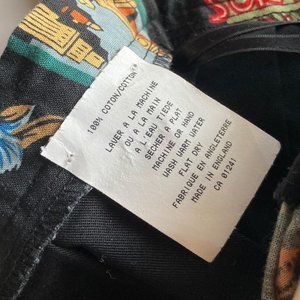 100% COTON/COTTON
LAVER A LA MACHINE
OU A LA MAIN
A L'EAU TIEDE
SECHER A PLAT
MACHINE OR HAND
WASH WARM WATER
FLAT DRY
FABRIQUE EN ANGLETERRE
MADE IN ENGLAND
CA 01241